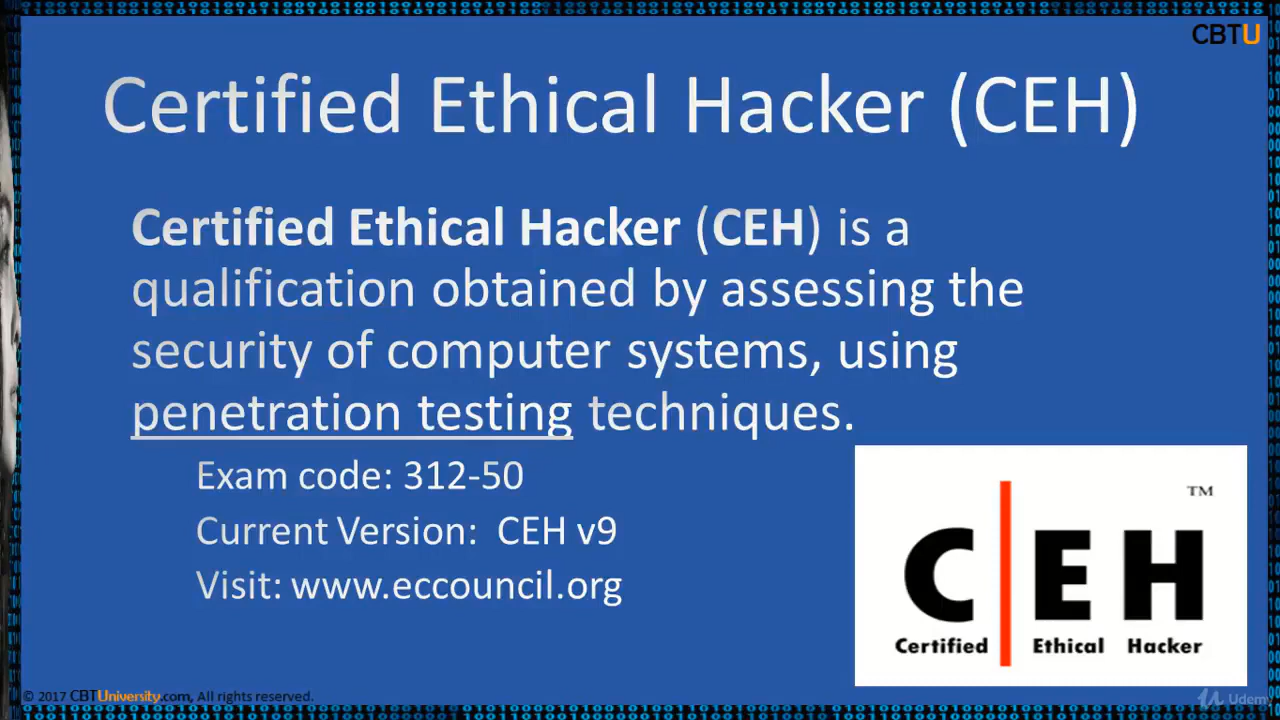 CBTU
Certified Ethical Hacker (CEH)
Certified Ethical Hacker (CEH) is a
qualification obtained by assessing the
security of computer systems, using
penetration testing techniques.
Exam code: 312-50
Current Version:  CEH v9
Visit: www.eccouncil.org
TM
C EH
Certified Ethical Hacker
© 2017 CBTUniversity.com, All rights reserved.
Udemy